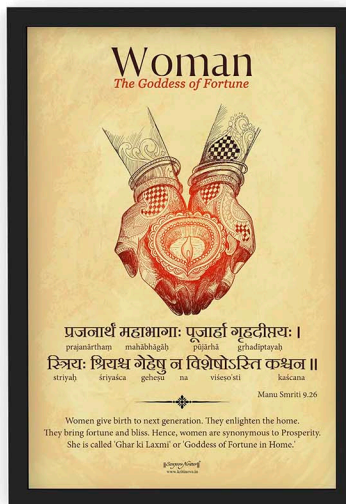 Woman
The Goddess of Fortune
प्रजनार्थं महाभागाः पूजार्हा गृहदीप्तयः ।
prajanārthaṃ mahābhāgāḥ pūjārhā gṛhadīptayaḥ
स्त्रियः श्रियश्च गेहेषु न विशेषोऽस्ति कश्चन ॥
striyaḥ śriyaśca geheṣu na viśeṣo'sti kaścana
Manu Smriti 9.26
Women give birth to next generation. They enlighten the home.
They bring fortune and bliss. Hence, women are synonymous to Prosperity.
She is called 'Ghar ki Laxmi' or 'Goddess of Fortune in Home.'